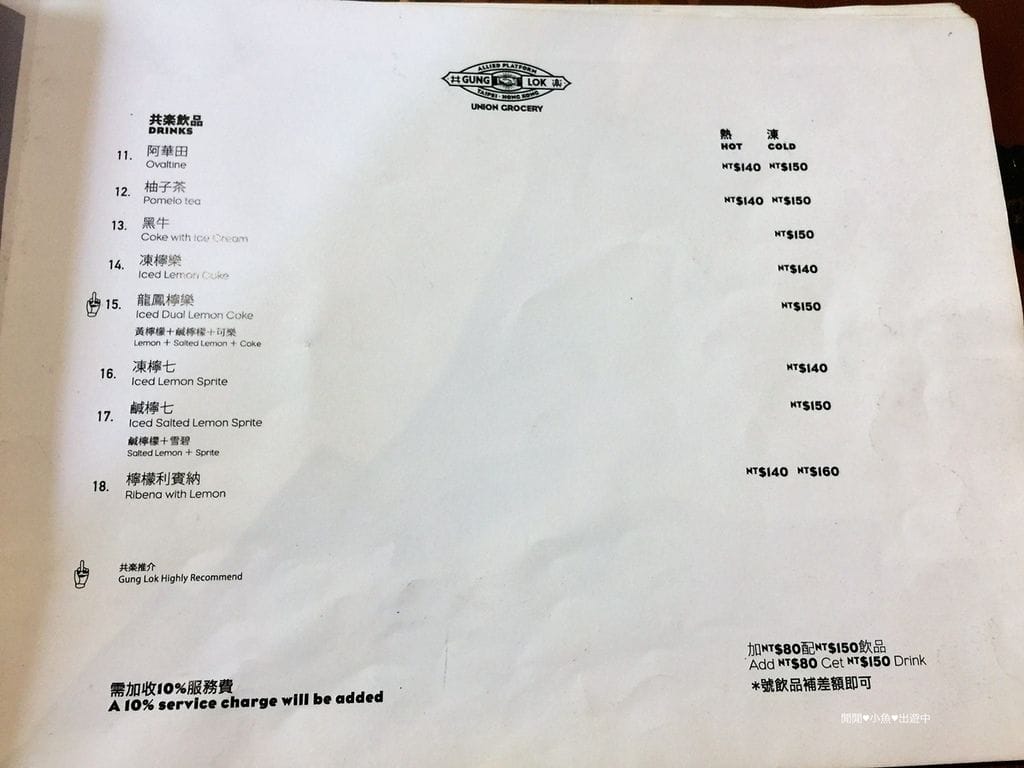 ALLIED PLATFORM
共 GUNG LOK 楽
TAIPEI · HONG KONG
UNION GROCERY
共楽飲品
DRINKS
熱 凍
HOT COLD
11. 阿華田
Ovaltine
NT$140 NT$150
12. 柚子茶
Pomelo tea
NT$140 NT$150
13. 黑牛
Coke with Ice Cream
NT$150
14. 凍檸樂
Iced Lemon Coke
NT$140
15. 龍鳳檸樂
Iced Dual Lemon Coke
NT$150
黃檸檬+鹹檸檬+可樂
Lemon + Salted Lemon + Coke
16. 凍檸七
Iced Lemon Sprite
NT$140
17. 鹹檸七
Iced Salted Lemon Sprite
NT$150
鹹檸檬+雪碧
Salted Lemon + Sprite
18. 檸檬利賓納
Ribena with Lemon
NT$140 NT$160
共楽推介
Gung Lok Highly Recommend
加NT$80配NT$150飲品
Add NT$80 Get NT$150 Drink
*號飲品補差額即可
需加收10%服務費
A 10% service charge will be added
閒閒♥小魚♥出遊中